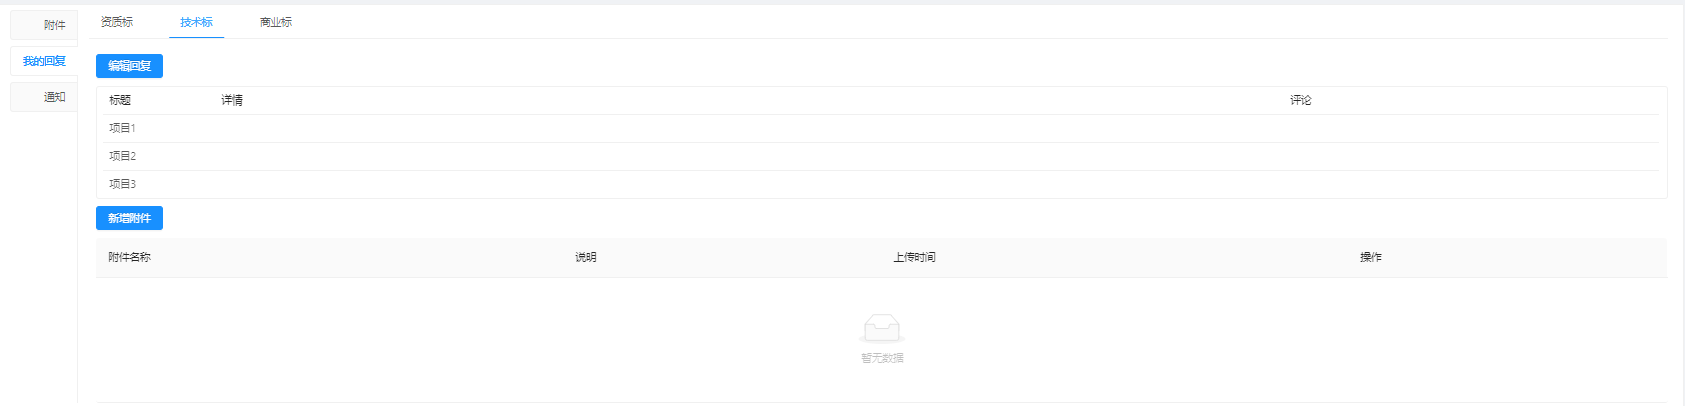 附件
我的回复
通知
资质标 技术标 商业标
编辑回复
标题 详情 评论
项目1
项目2
项目3
新增附件
附件名称 说明 上传时间 操作
暂无数据